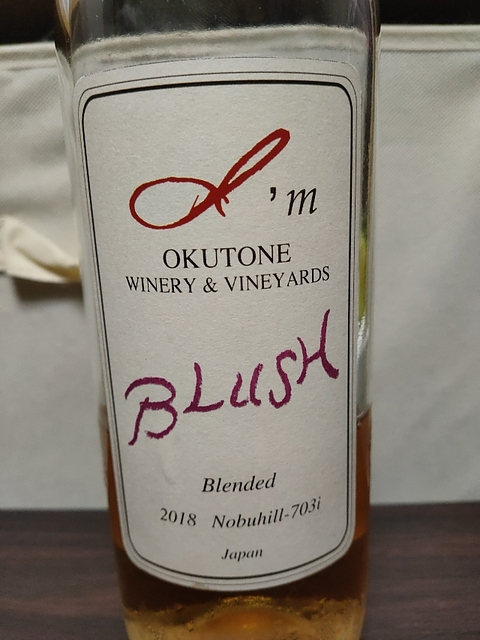 I'm
OKUTONE
WINERY & VINEYARDS
BLUSH
Blended
2018 Nobuhill-703i
Japan